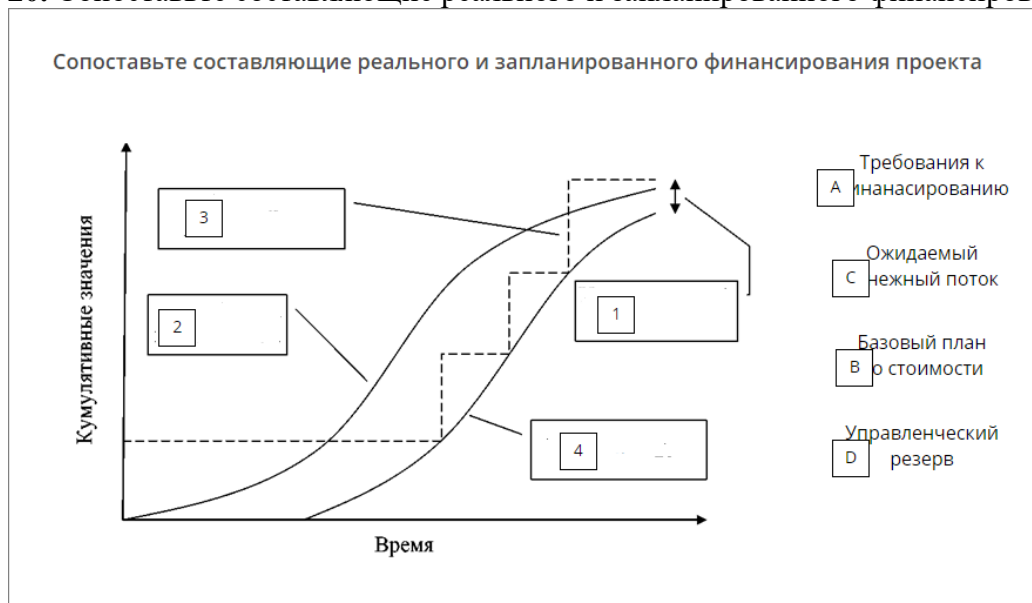 Сопоставьте составляющие реального и запланированного финансирования проекта
Требования к
A инанасированию
3
Ожидаемый
C нежный поток
2
1
Базовый план
B о стоимости
Управленческий
D резерв
4
Кумулятивные значения
Время